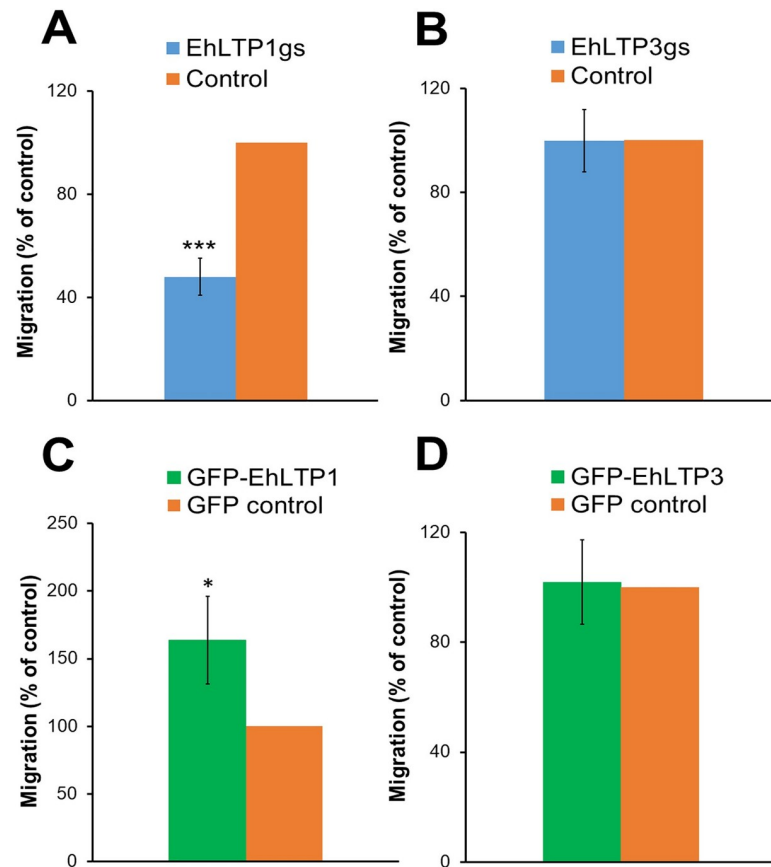 A
EhLTP1gs
Control
Migration (% of control)
120
80
40
0
***
B
EhLTP3gs
Control
Migration (% of control)
120
80
40
0
C
GFP-EhLTP1
GFP control
Migration (% of control)
250
200
150
100
50
0
*
D
GFP-EhLTP3
GFP control
Migration (% of control)
120
80
40
0